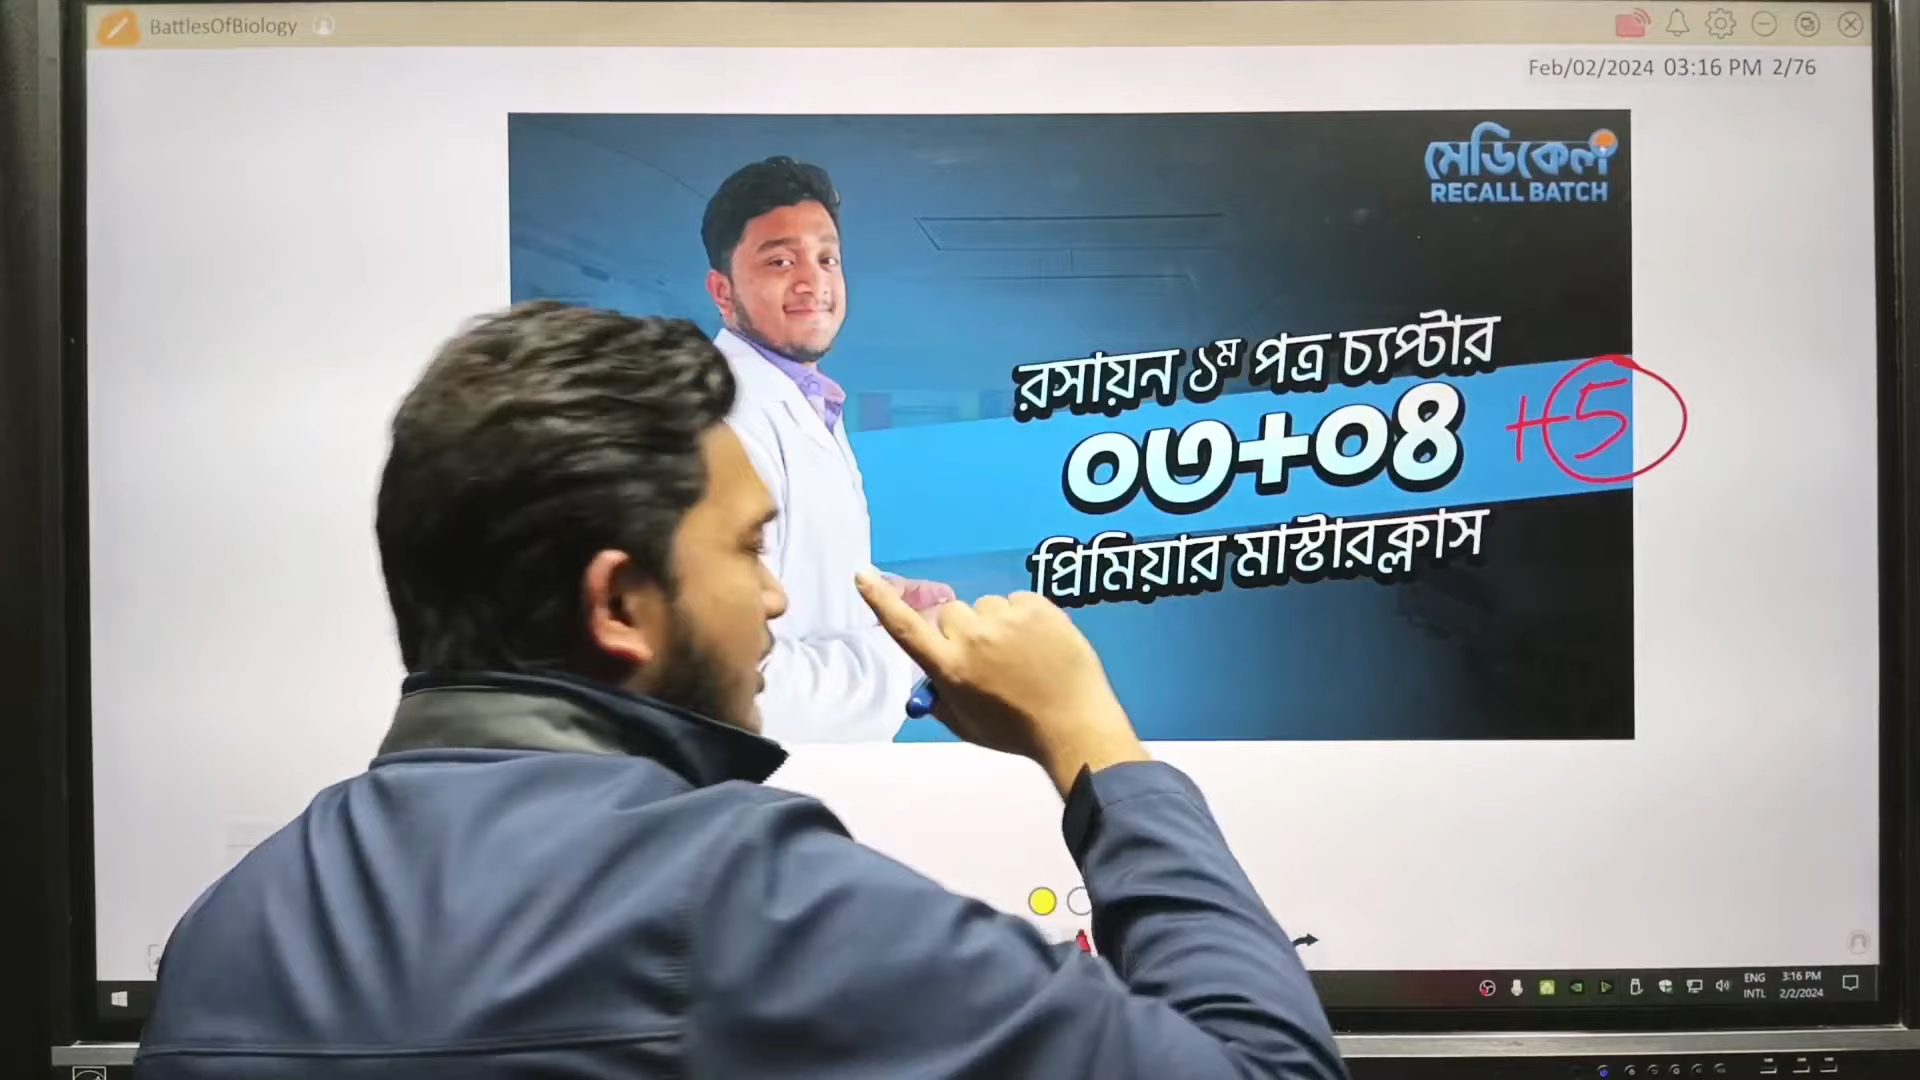 BattlesOfBiology
Feb/02/2024 03:16 PM 2/76
মেডিকেল
RECALL BATCH
রসায়ন ১ম পত্র চ্যপ্টার
০৩+০৪ +5
প্রিমিয়ার মাস্টারক্লাস
ENG 3:16 PM
INTL 2/2/2024